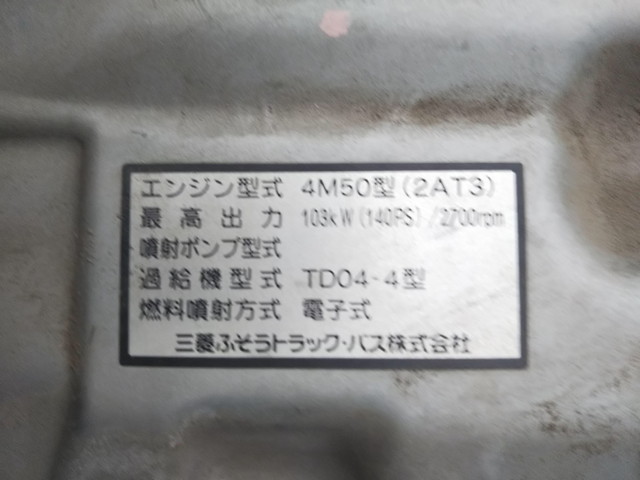 エンジン型式 4M50型(2AT3)
最高出力 103kW(140PS)/2700rpm
噴射ポンプ型式
過給機型式 TD04-4型
燃料噴射方式 電子式
三菱ふそうトラック・バス株式会社